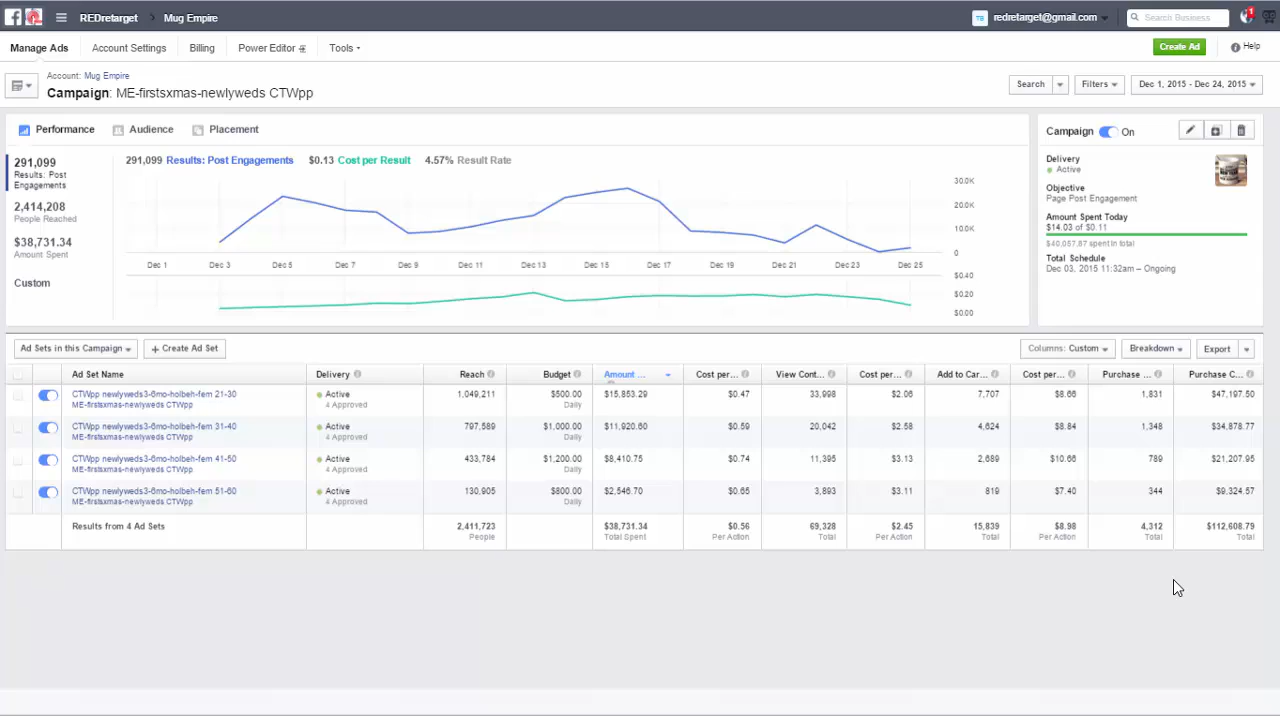 REDretarget > Mug Empire
redretarget@gmail.com
Search Business
1
Manage Ads Account Settings Billing Power Editor Tools
Create Ad
Help
Account: Mug Empire
Campaign: ME-firstsxmas-newlyweds CTWpp
Search Filters Dec 1, 2015 - Dec 24, 2015
Performance Audience Placement
291,099
Results: Post
Engagements
2,414,208
People Reached
$38,731.34
Amount Spent
Custom
291,099 Results: Post Engagements $0.13 Cost per Result 4.57% Result Rate
30.0K
20.0K
10.0K
0
Dec 1 Dec 3 Dec 5 Dec 7 Dec 9 Dec 11 Dec 13 Dec 15 Dec 17 Dec 19 Dec 21 Dec 23 Dec 25
$0.40
$0.20
$0.00
Campaign On
Delivery
Active
Objective
Page Post Engagement
Amount Spent Today
$14.03 of $0.11
$40,057.87 spent in total
Total Schedule
Dec 03, 2015 11:32am – Ongoing
Ad Sets in this Campaign + Create Ad Set
Columns: Custom Breakdown Export
Ad Set Name Delivery Reach Budget Amount ... Cost per... View Cont... Cost per... Add to Car... Cost per... Purchase ... Purchase C...
CTWpp newlyweds3-6mo-holbeh-fem 21-30 Active 1,049,211 $500.00 $15,853.29 $0.47 33,998 $2.06 7,707 $8.66 1,831 $47,197.50
ME-firstsxmas-newlyweds CTWpp 4 Approved Daily
CTWpp newlyweds3-6mo-holbeh-fem 31-40 Active 797,589 $1,000.00 $11,920.60 $0.59 20,042 $2.58 4,624 $8.84 1,348 $34,878.77
ME-firstsxmas-newlyweds CTWpp 4 Approved Daily
CTWpp newlyweds3-6mo-holbeh-fem 41-50 Active 433,784 $1,200.00 $8,410.75 $0.74 11,395 $3.13 2,689 $10.66 789 $21,207.95
ME-firstsxmas-newlyweds CTWpp 4 Approved Daily
CTWpp newlyweds3-6mo-holbeh-fem 51-60 Active 130,905 $800.00 $2,546.70 $0.65 3,893 $3.11 819 $7.40 344 $9,324.57
ME-firstsxmas-newlyweds CTWpp 4 Approved Daily
Results from 4 Ad Sets 2,411,723 $38,731.34 $0.56 69,328 $2.45 15,839 $8.98 4,312 $112,608.79
People Total Spent Per Action Total Per Action Total Per Action Total Total